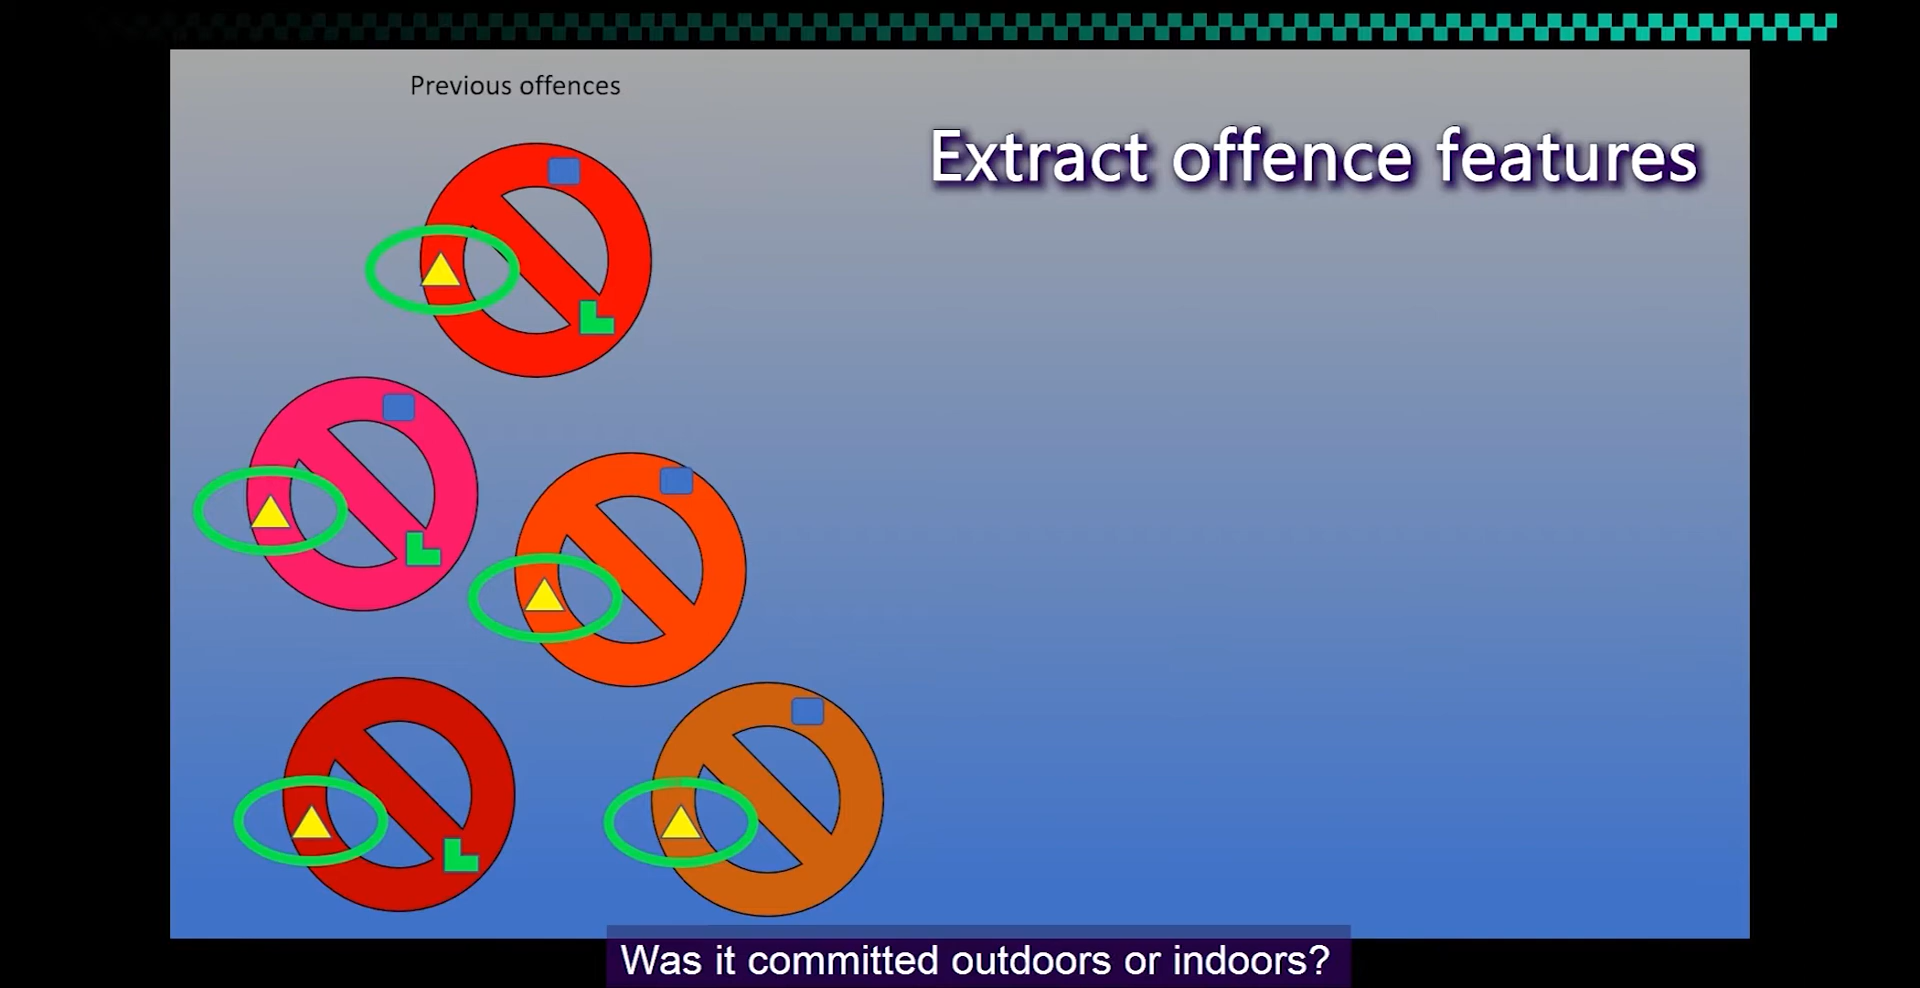 Previous offences
Extract offence features
Was it committed outdoors or indoors?